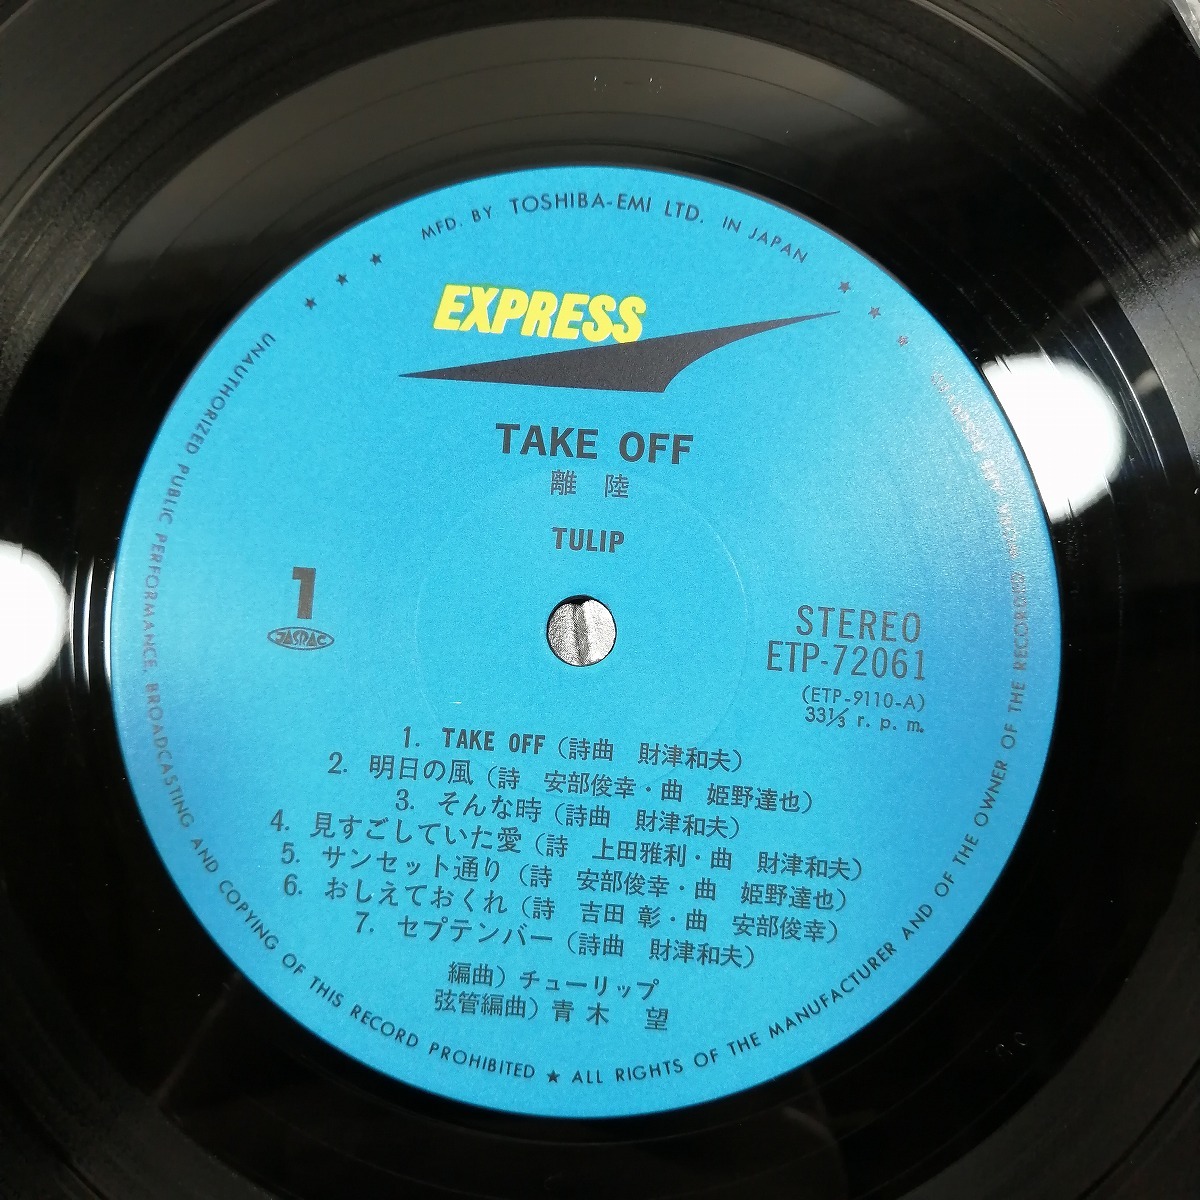 MFD. BY TOSHIBA-EMI LTD. IN JAPAN
EXPRESS
TAKE OFF
離陸
TULIP
1
JASRAC
STEREO
ETP-72061
(ETP-9110-A)
33⅓ r. p. m.
1. TAKE OFF (詩曲 財津和夫)
2. 明日の風 (詩 安部俊幸・曲 姫野達也)
3. そんな時 (詩曲 財津和夫)
4. 見すごしていた愛 (詩 上田雅利・曲 財津和夫)
5. サンセット通り (詩 安部俊幸・曲 姫野達也)
6. おしえておくれ (詩 吉田 彰・曲 安部俊幸)
7. セプテンバー (詩曲 財津和夫)
編曲) チューリップ
弦管編曲) 青木 望
UNAUTHORIZED PUBLIC PERFORMANCE, BROADCASTING AND COPYING OF THIS RECORD PROHIBITED ★ ALL RIGHTS OF THE MANUFACTURER AND OF THE OWNER OF THE RECORDED